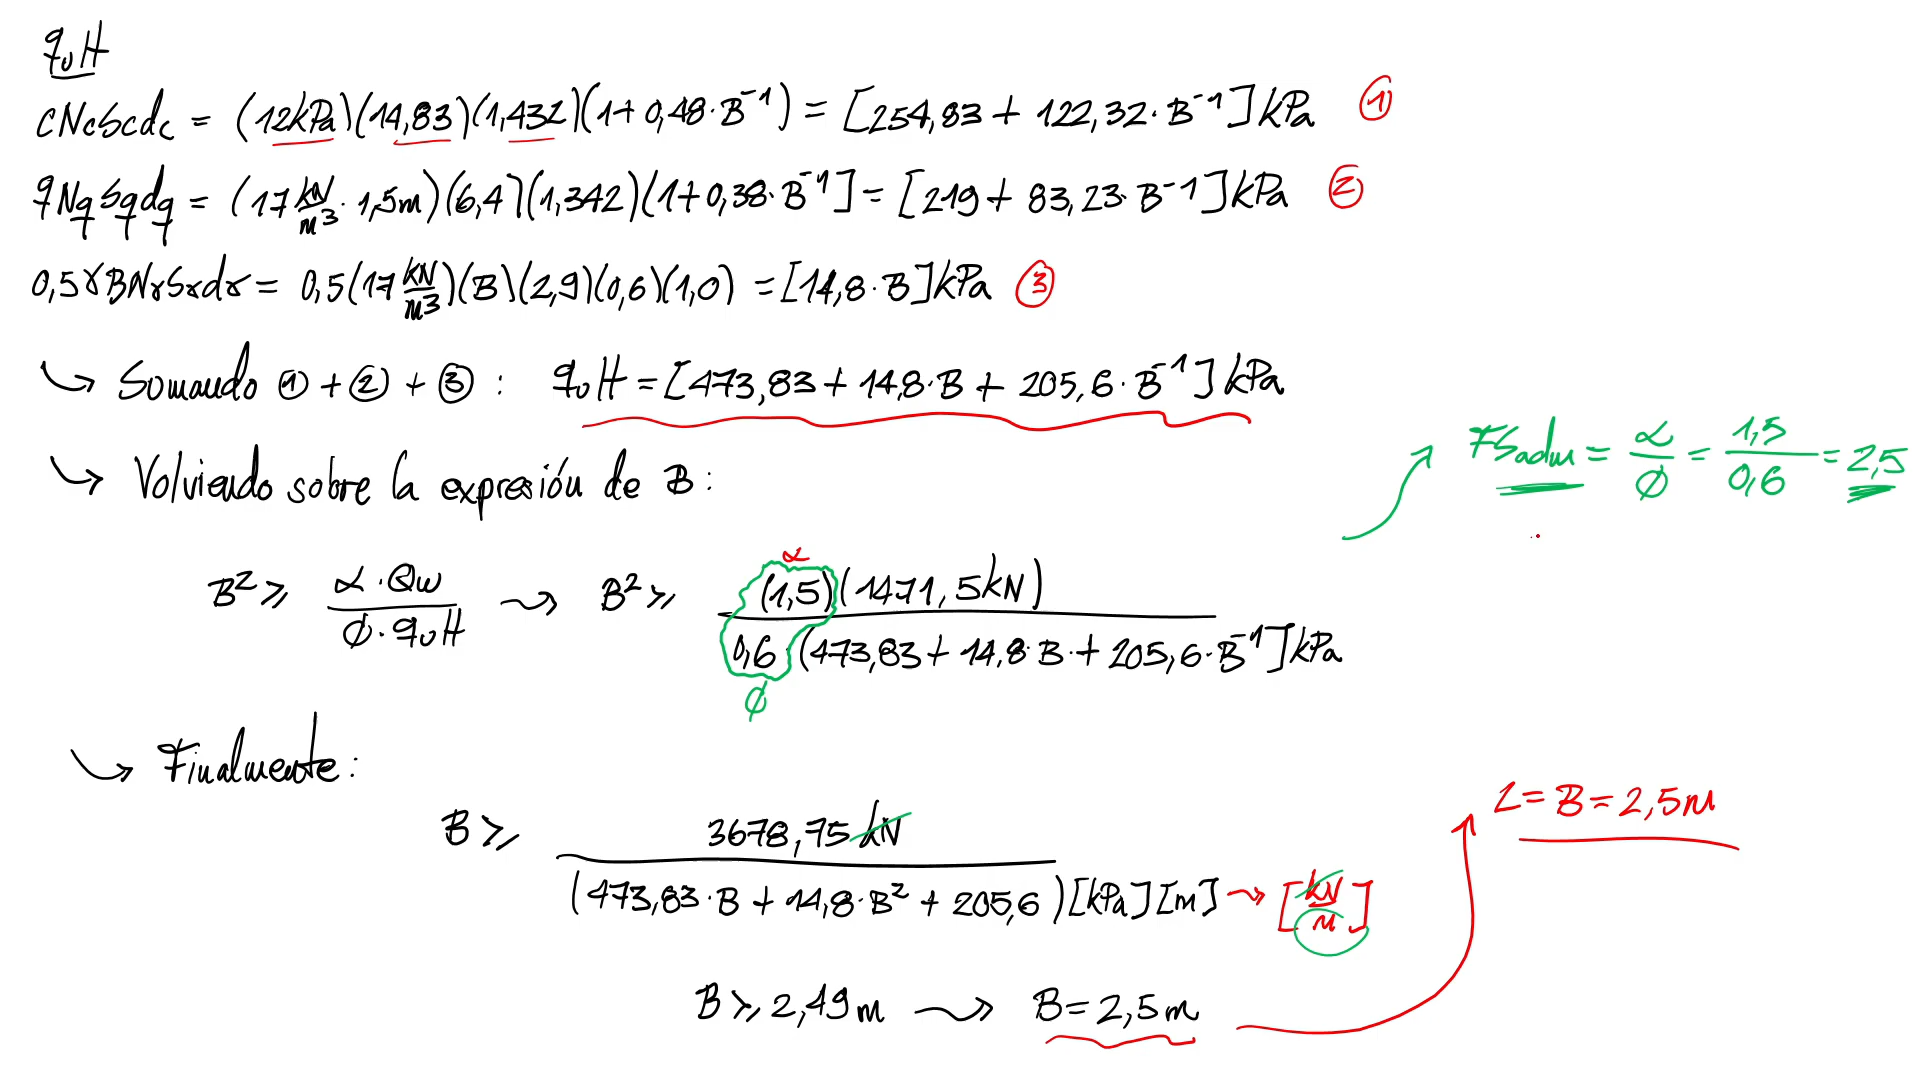 qult
cNcScdc = (12kPa)(14,83)(1,432)(1+0,48·B⁻¹) = [254,83 + 122,32·B⁻¹]kPa ①
qNqSqdq = (17 kN/m³ · 1,5m)(6,4)(1,342)(1+0,38·B⁻¹] = [219 + 83,23·B⁻¹]kPa ②
0,5γBNγSγdγ = 0,5(17 kN/m³)(B)(2,9)(0,6)(1,0) = [14,8·B]kPa ③
Sumando ① + ② + ③ : qult = [473,83 + 14,8·B + 205,6·B⁻¹]kPa
FSadm = α/ϕ = 1,5/0,6 = 2,5
Volviendo sobre la expresión de B:
B² ≥ α·Qw / ϕ·qult → B² ≥ (1,5)(1471,5kN) / 0,6 (473,83 + 14,8·B + 205,6·B⁻¹]kPa
α
ϕ
Finalmente:
L = B = 2,5m
B ≥ 3678,75 kN / (473,83·B + 14,8·B² + 205,6)[kPa][m] → [kN/m]
B ≥ 2,49m → B = 2,5m